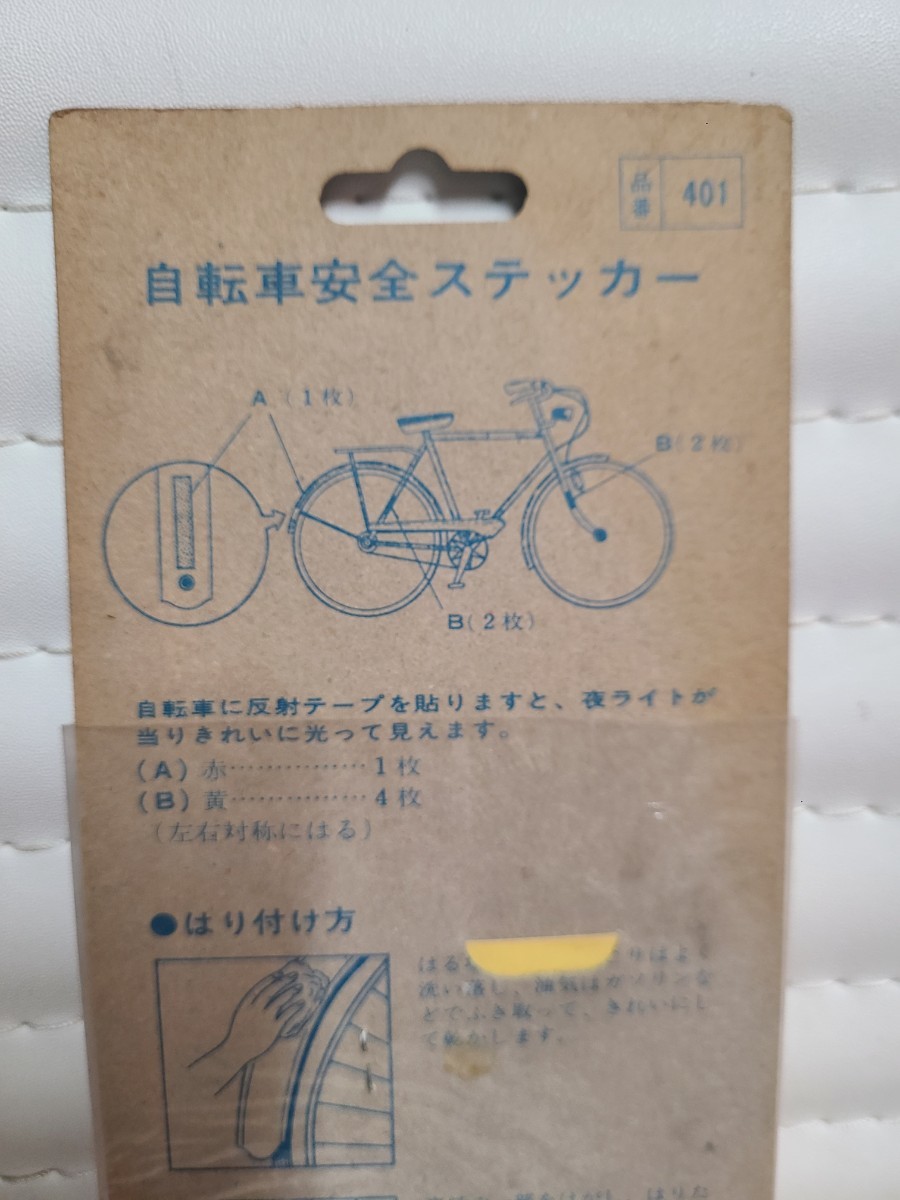 品番 401
自転車安全ステッカー
A(1枚)
B(2枚)
B(2枚)
自転車に反射テープを貼りますと、夜ライトが
当りきれいに光って見えます。
(A)赤……………1枚
(B)黄……………4枚
(左右対称にはる)
●はり付け方
はる りはよく
洗い落し、油気はガソリンな
どでふき取って、きれいにし
て乾かします。